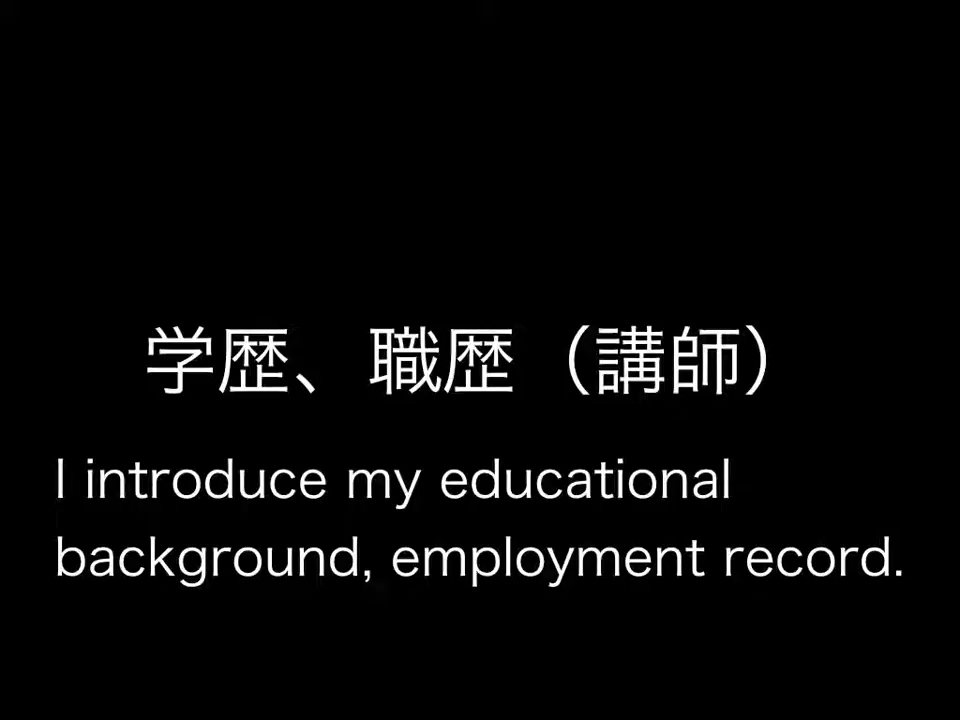 学歴、職歴（講師）
I introduce my educational
background, employment record.